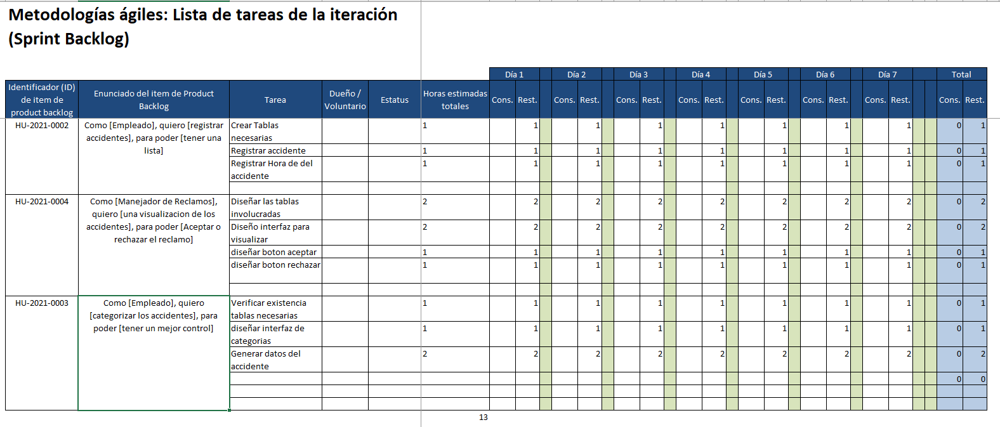 Metodologías ágiles: Lista de tareas de la iteración
(Sprint Backlog)
Día 1 Día 2 Día 3 Día 4 Día 5 Día 6 Día 7 Total
Identificador (ID)
de item de
product backlog
Enunciado del item de Product
Backlog
Tarea
Dueño /
Voluntario
Estatus
Horas estimadas
totales
Cons. Rest. Cons. Rest. Cons. Rest. Cons. Rest. Cons. Rest. Cons. Rest. Cons. Rest. Cons. Rest.
HU-2021-0002
Como [Empleado], quiero [registrar
accidentes], para poder [tener una
lista]
Crear Tablas
necesarias
1 1 1 1 1 1 1 1 0 1
Registrar accidente
1 1 1 1 1 1 1 1 0 1
Registrar Hora de del
accidente
1 1 1 1 1 1 1 1 0 1
HU-2021-0004
Como [Manejador de Reclamos],
quiero [una visualizacion de los
accidentes], para poder [Aceptar o
rechazar el reclamo]
Diseñar las tablas
involucradas
2 2 2 2 2 2 2 2 0 2
Diseño interfaz para
visualizar
2 2 2 2 2 2 2 2 0 2
diseñar boton aceptar
1 1 1 1 1 1 1 1 0 1
diseñar boton rechazar
1 1 1 1 1 1 1 1 0 1
HU-2021-0003
Como [Empleado], quiero
[categorizar los accidentes], para
poder [tener un mejor control]
Verificar existencia
tablas necesarias
1 1 1 1 1 1 1 1 0 1
diseñar interfaz de
categorias
1 1 1 1 1 1 1 1 0 1
Generar datos del
accidente
2 2 2 2 2 2 2 2 0 2
0 0
13